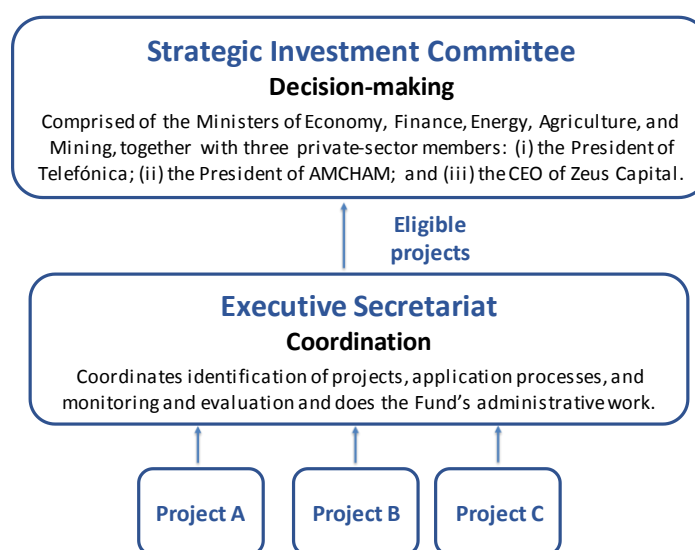 Strategic Investment Committee
Decision-making
Comprised of the Ministers of Economy, Finance, Energy, Agriculture, and
Mining, together with three private-sector members: (i) the President of
Telefónica; (ii) the President of AMCHAM; and (iii) the CEO of Zeus Capital.
Eligible
projects
Executive Secretariat
Coordination
Coordinates identification of projects, application processes, and
monitoring and evaluation and does the Fund's administrative work.
Project A
Project B
Project C